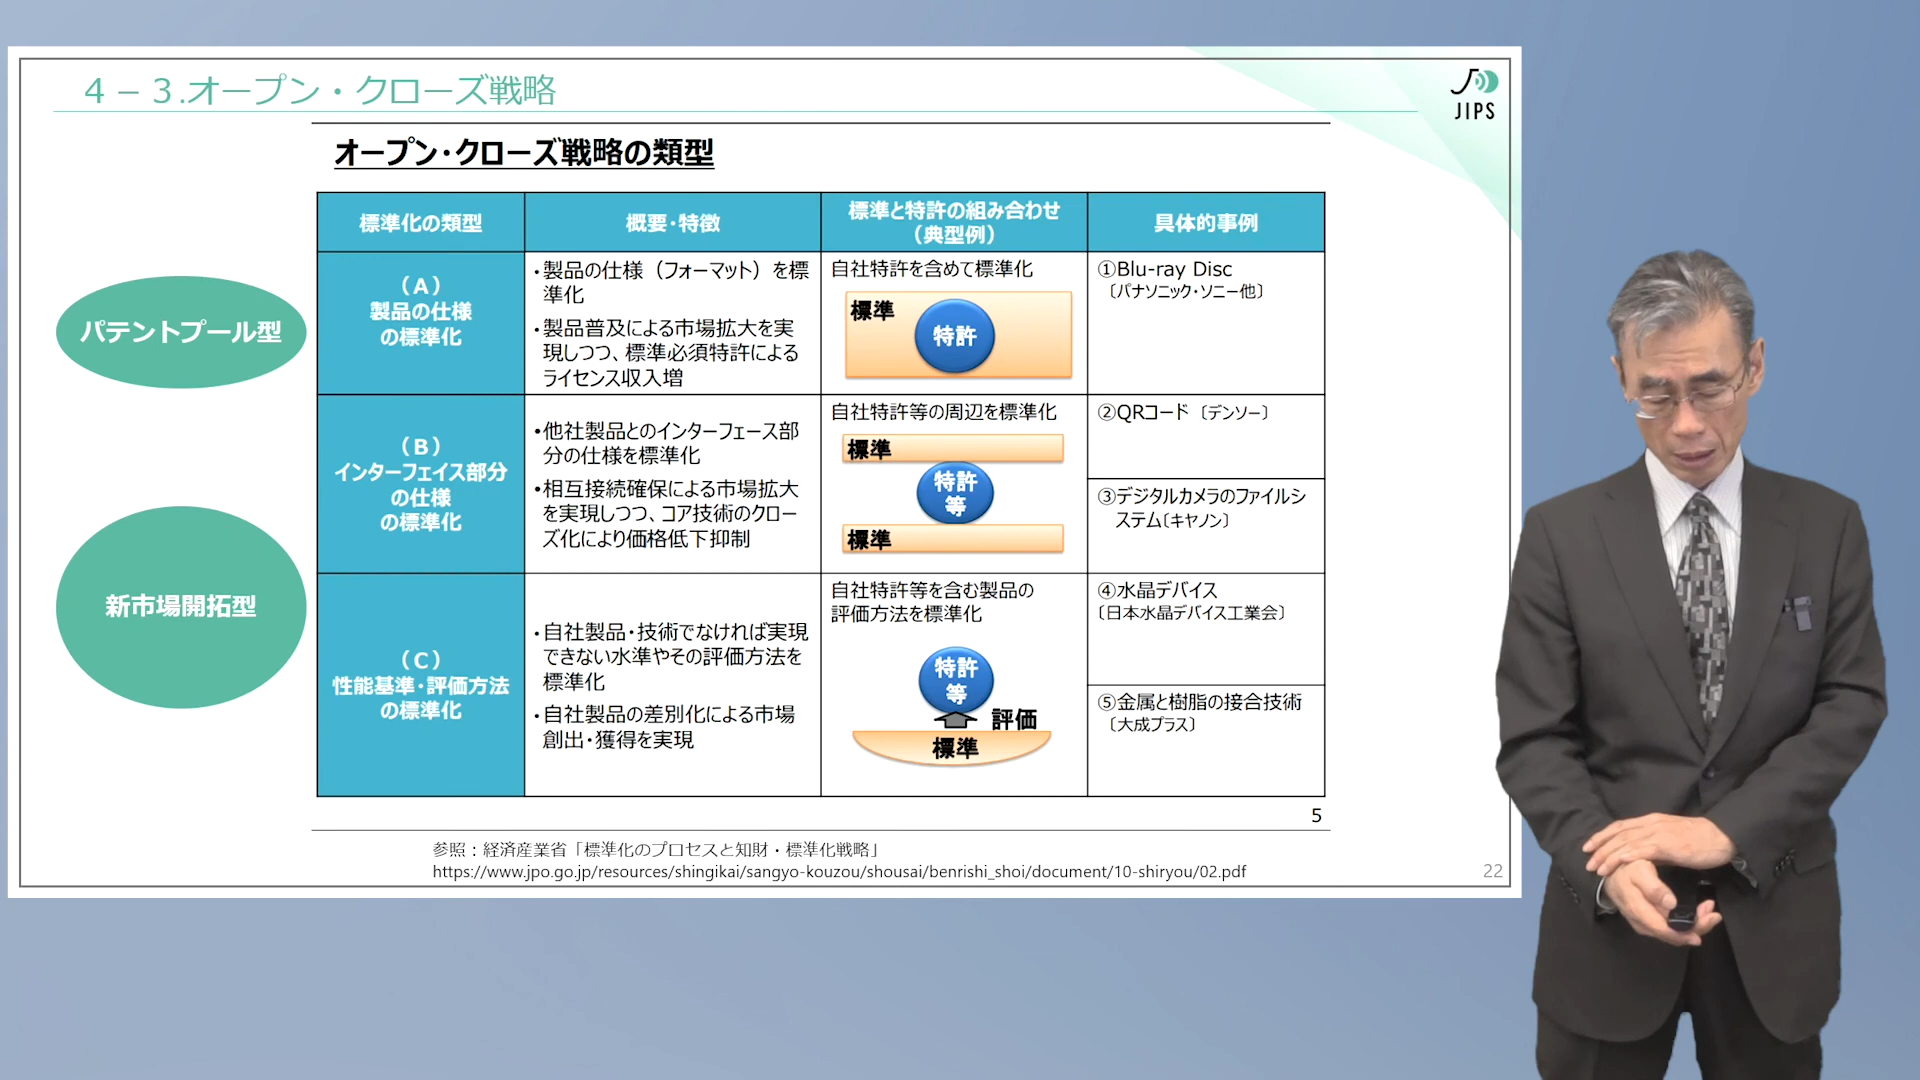 ４－３.オープン・クローズ戦略
JIPS
オープン・クローズ戦略の類型
標準化の類型
概要・特徴
標準と特許の組み合わせ
（典型例）
具体的事例
パテントプール型
（A）
製品の仕様
の標準化
・製品の仕様（フォーマット）を標
準化
・製品普及による市場拡大を実
現しつつ、標準必須特許による
ライセンス収入増
自社特許を含めて標準化
標準
特許
①Blu-ray Disc
〔パナソニック・ソニー他〕
新市場開拓型
（B）
インターフェイス部分
の仕様
の標準化
・他社製品とのインターフェース部
分の仕様を標準化
・相互接続確保による市場拡大
を実現しつつ、コア技術のクロー
ズ化により価格低下抑制
自社特許等の周辺を標準化
標準
特許
等
標準
②QRコード〔デンソー〕
③デジタルカメラのファイルシ
ステム〔キヤノン〕
（C）
性能基準・評価方法
の標準化
・自社製品・技術でなければ実現
できない水準やその評価方法を
標準化
・自社製品の差別化による市場
創出・獲得を実現
自社特許等を含む製品の
評価方法を標準化
特許
等
評価
標準
④水晶デバイス
〔日本水晶デバイス工業会〕
⑤金属と樹脂の接合技術
〔大成プラス〕
5
参照：経済産業省「標準化のプロセスと知財・標準化戦略」
https://www.jpo.go.jp/resources/shingikai/sangyo-kouzou/shousai/benrishi_shoi/document/10-shiryou/02.pdf
22